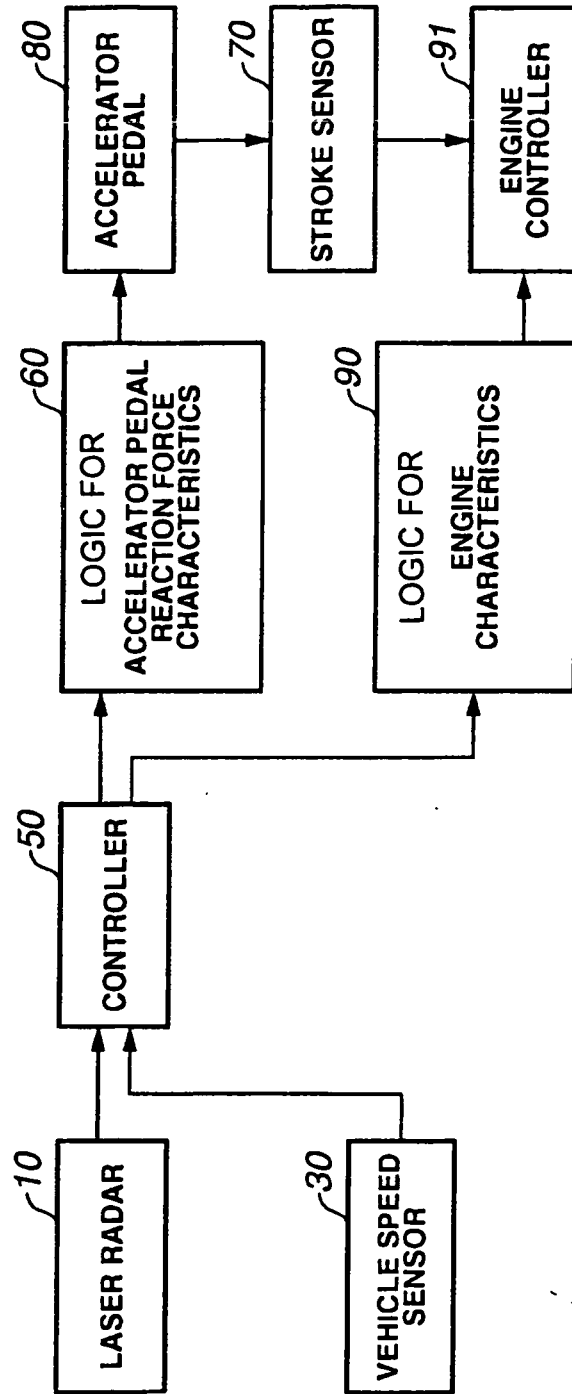 10
LASER RADAR
30
VEHICLE SPEED
SENSOR
50
CONTROLLER
60
LOGIC FOR
ACCELERATOR PEDAL
REACTION FORCE
CHARACTERISTICS
90
LOGIC FOR
ENGINE
CHARACTERISTICS
80
ACCELERATOR
PEDAL
70
STROKE SENSOR
91
ENGINE
CONTROLLER